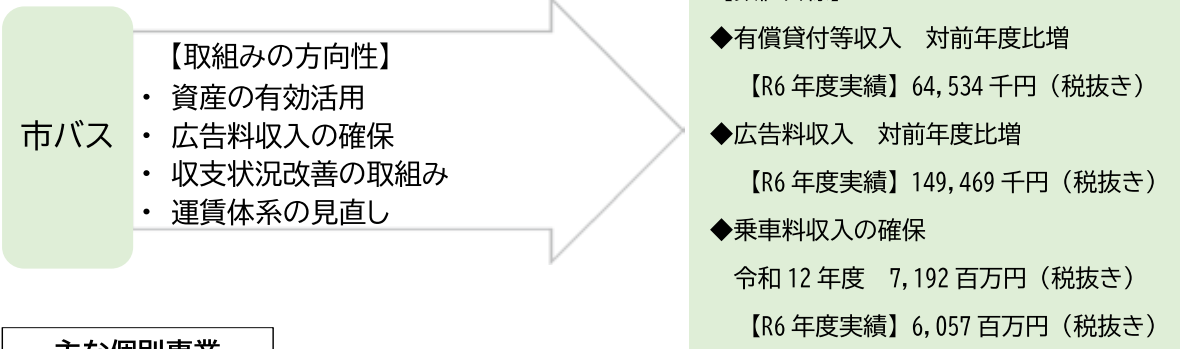 市バス
【取組みの方向性】
・ 資産の有効活用
・ 広告料収入の確保
・ 収支状況改善の取組み
・ 運賃体系の見直し
◆有償貸付等収入　対前年度比増
【R6 年度実績】64,534 千円（税抜き）
◆広告料収入　対前年度比増
【R6 年度実績】149,469 千円（税抜き）
◆乗車料収入の確保
令和 12 年度　7,192 百万円（税抜き）
【R6 年度実績】6,057 百万円（税抜き）
主な個別事業